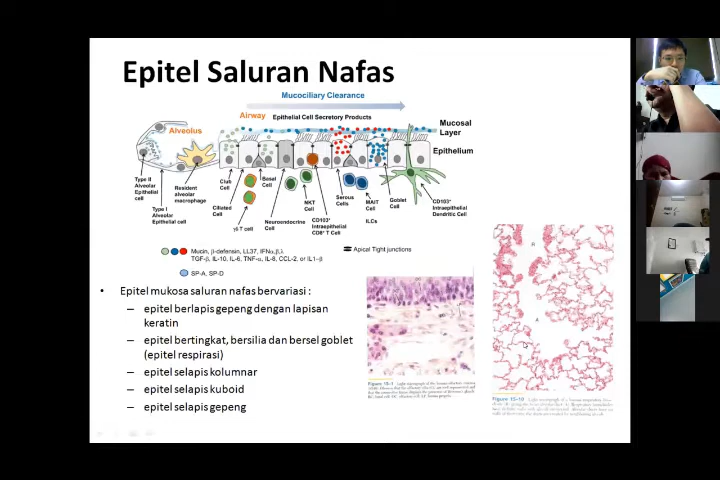 Epitel Saluran Nafas
Mucociliary Clearance
Airway
Epithelial Cell Secretory Products
Mucosal
Layer
Alveolus
Epithelium
Type II
Alveolar
Epithelial
cell
Type I
Alveolar
Epithelial cell
Resident
alveolar
macrophage
Club
Cell
Ciliated
Cell
Basal
Cell
γδ T cell
Neuroendocrine
Cell
NKT
Cell
CD103⁺
Intraepithelial
CD8⁺ T Cell
Serous
Cells
MAIT
Cell
ILCs
Goblet
Cell
CD103⁺
Intraepithelial
Dendritic Cell
Mucin, β-defensin, LL37, IFNα,β,λ
TGF-β, IL-10, IL-6, TNF-α, IL-8, CCL-2, or IL1-β
Apical Tight junctions
SP-A, SP-D
• Epitel mukosa saluran nafas bervariasi :
– epitel berlapis gepeng dengan lapisan
keratin
– epitel bertingkat, bersilia dan bersel goblet
(epitel respirasi)
– epitel selapis kolumnar
– epitel selapis kuboid
– epitel selapis gepeng